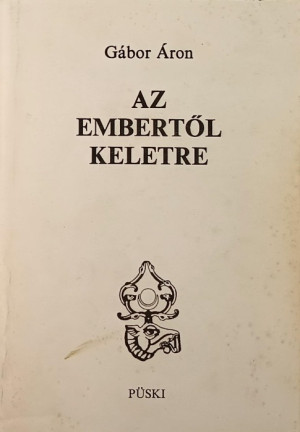 Gábor Áron
AZ
EMBERTŐL
KELETRE
PÜSKI